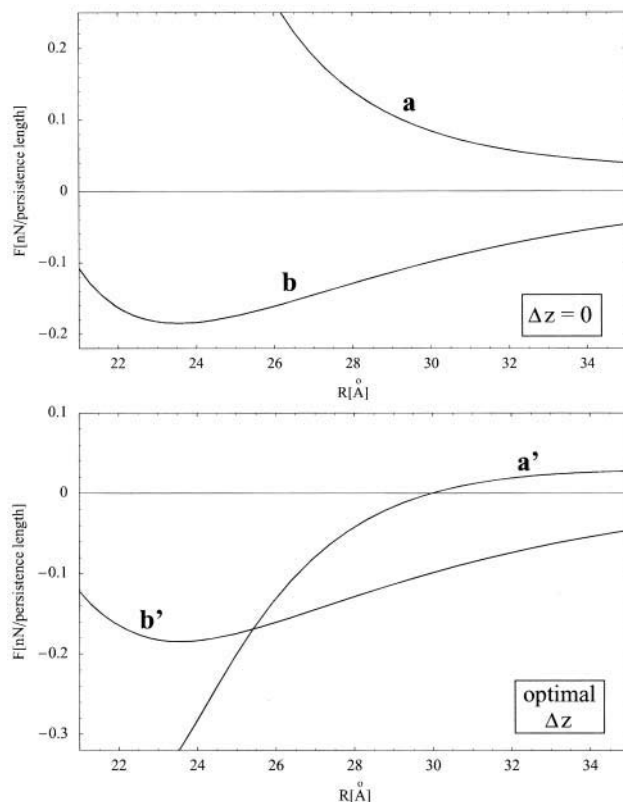 0.2
a
0.1
F[nN/persistence length]
0
b
−0.1
Δz = 0
−0.2
22 24 26 28 30 32 34
R[Å]
0.1
a’
0
F[nN/persistence length]
−0.1
b’
−0.2
optimal
Δz
−0.3
22 24 26 28 30 32 34
R[Å]